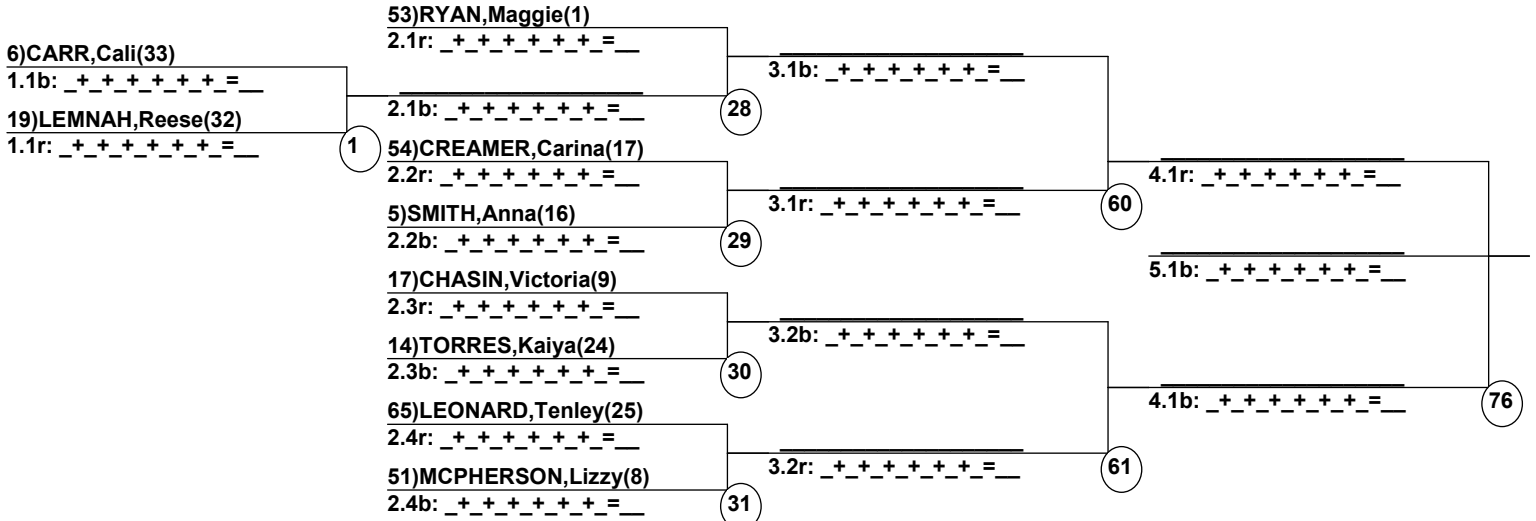 6)CARR,Cali(33)
1.1b: _+_+_+_+_+_=__
19)LEMNAH,Reese(32)
1.1r: _+_+_+_+_+_=__
1
53)RYAN,Maggie(1)
2.1r: _+_+_+_+_+_=__
2.1b: _+_+_+_+_+_=__
28
54)CREAMER,Carina(17)
2.2r: _+_+_+_+_+_=__
5)SMITH,Anna(16)
2.2b: _+_+_+_+_+_=__
29
17)CHASIN,Victoria(9)
2.3r: _+_+_+_+_+_=__
14)TORRES,Kaiya(24)
2.3b: _+_+_+_+_+_=__
30
65)LEONARD,Tenley(25)
2.4r: _+_+_+_+_+_=__
51)MCPHERSON,Lizzy(8)
2.4b: _+_+_+_+_+_=__
31
3.1b: _+_+_+_+_+_=__
3.1r: _+_+_+_+_+_=__
60
3.2b: _+_+_+_+_+_=__
3.2r: _+_+_+_+_+_=__
61
4.1r: _+_+_+_+_+_=__
5.1b: _+_+_+_+_+_=__
4.1b: _+_+_+_+_+_=__
76